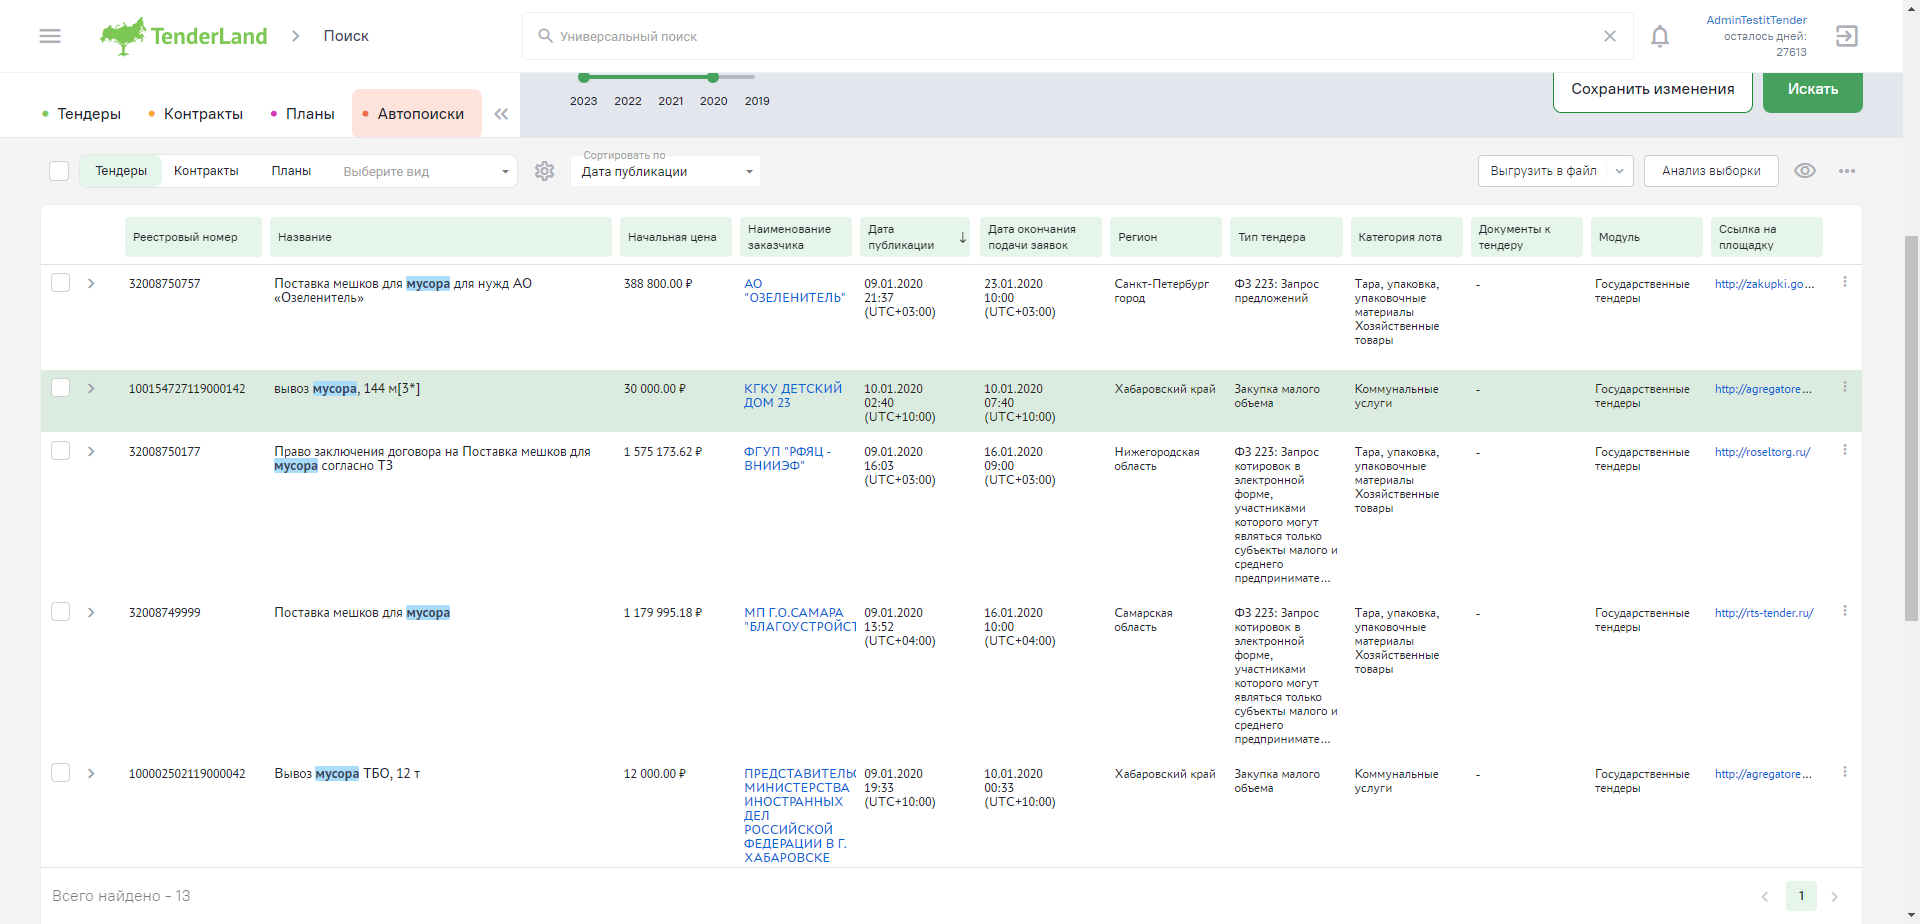 TenderLand
Поиск
Универсальный поиск
AdminTestitTender
осталось дней:
27613
Тендеры
Контракты
Планы
Автопоиски
2023 2022 2021 2020 2019
Сохранить изменения
Искать
Тендеры
Контракты
Планы
Выберите вид
Сортировать по
Дата публикации
Выгрузить в файл
Анализ выборки
Реестровый номер
Название
Начальная цена
Наименование
заказчика
Дата
публикации
Дата окончания
подачи заявок
Регион
Тип тендера
Категория лота
Документы к
тендеру
Модуль
Ссылка на
площадку
32008750757
Поставка мешков для мусора для нужд АО
«Озеленитель»
388 800.00 ₽
АО
"ОЗЕЛЕНИТЕЛЬ"
09.01.2020
21:37
(UTC+03:00)
23.01.2020
10:00
(UTC+03:00)
Санкт-Петербург
город
ФЗ 223: Запрос
предложений
Тара, упаковка,
упаковочные
материалы
Хозяйственные
товары
-
Государственные
тендеры
http://zakupki.go...
100154727119000142
вывоз мусора, 144 м[3*]
30 000.00 ₽
КГКУ ДЕТСКИЙ
ДОМ 23
10.01.2020
02:40
(UTC+10:00)
10.01.2020
07:40
(UTC+10:00)
Хабаровский край
Закупка малого
объема
Коммунальные
услуги
-
Государственные
тендеры
http://agregatore...
32008750177
Право заключения договора на Поставка мешков для
мусора согласно ТЗ
1 575 173.62 ₽
ФГУП "РФЯЦ -
ВНИИЭФ"
09.01.2020
16:03
(UTC+03:00)
16.01.2020
09:00
(UTC+03:00)
Нижегородская
область
ФЗ 223: Запрос
котировок в
электронной
форме,
участниками
которого могут
являться только
субъекты малого и
среднего
предпринимате...
Тара, упаковка,
упаковочные
материалы
Хозяйственные
товары
-
Государственные
тендеры
http://roseltorg.ru/
32008749999
Поставка мешков для мусора
1 179 995.18 ₽
МП Г.О.САМАРА
"БЛАГОУСТРОЙСТ
09.01.2020
13:52
(UTC+04:00)
16.01.2020
10:00
(UTC+04:00)
Самарская
область
ФЗ 223: Запрос
котировок в
электронной
форме,
участниками
которого могут
являться только
субъекты малого и
среднего
предпринимате...
Тара, упаковка,
упаковочные
материалы
Хозяйственные
товары
-
Государственные
тендеры
http://rts-tender.ru/
100002502119000042
Вывоз мусора ТБО, 12 т
12 000.00 ₽
ПРЕДСТАВИТЕЛЬС
МИНИСТЕРСТВА
ИНОСТРАННЫХ
ДЕЛ
РОССИЙСКОЙ
ФЕДЕРАЦИИ В Г.
ХАБАРОВСКЕ
09.01.2020
19:33
(UTC+10:00)
10.01.2020
00:33
(UTC+10:00)
Хабаровский край
Закупка малого
объема
Коммунальные
услуги
-
Государственные
тендеры
http://agregatore...
Всего найдено - 13
1